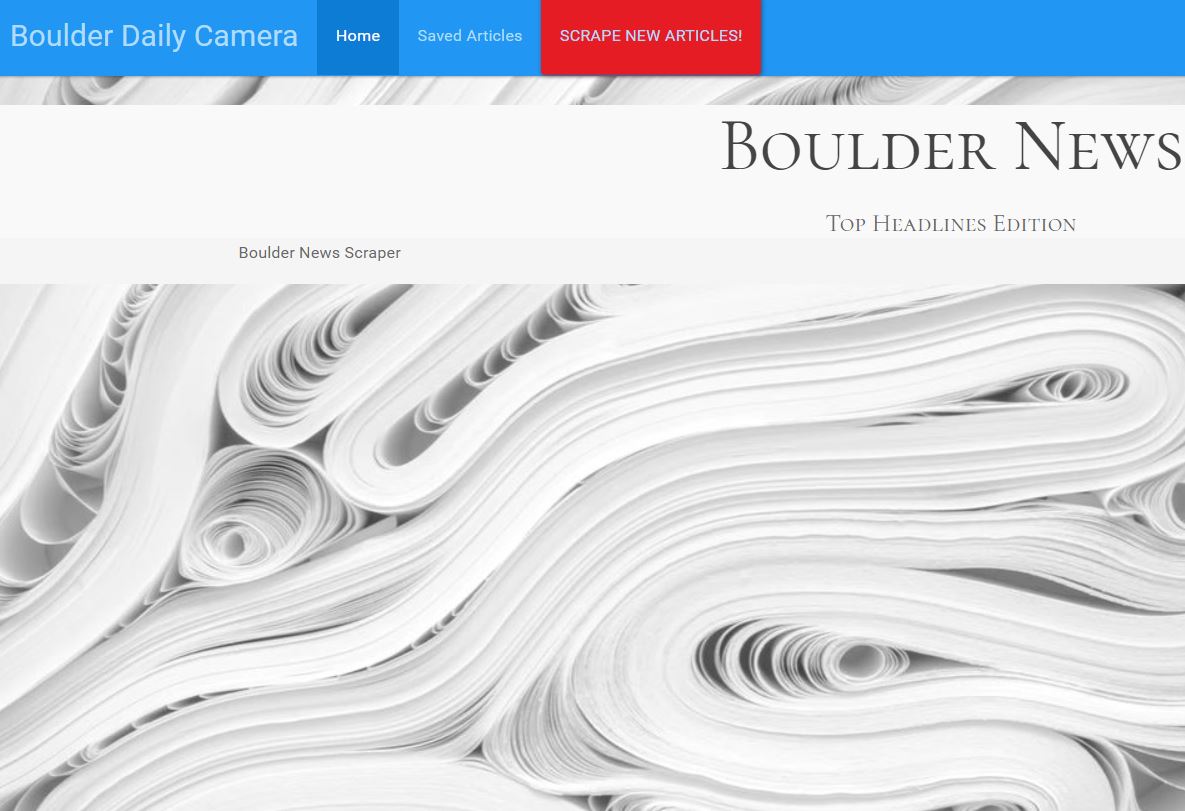 Boulder Daily Camera Home Saved Articles SCRAPE NEW ARTICLES!
Boulder News
Top Headlines Edition
Boulder News Scraper